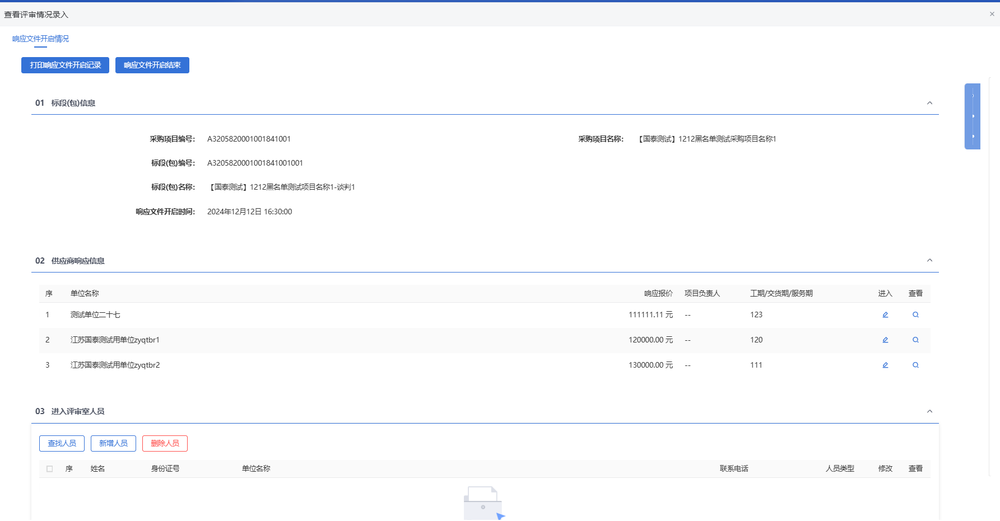 查看评审情况录入
响应文件开启情况
打印响应文件开启记录 响应文件开启结束
01 标段(包)信息
采购项目编号： A3205820001001841001 采购项目名称： 【国泰测试】1212黑名单测试采购项目名称1
标段(包)编号： A3205820001001841001001
标段(包)名称： 【国泰测试】1212黑名单测试项目名称1-谈判1
响应文件开启时间： 2024年12月12日 16:30:00
02 供应商响应信息
序 单位名称 响应报价 项目负责人 工期/交货期/服务期 进入 查看
1 测试单位二十七 111111.11 元 -- 123
2 江苏国泰测试用单位zyqtbr1 120000.00 元 -- 120
3 江苏国泰测试用单位zyqtbr2 130000.00 元 -- 111
03 进入评审室人员
查找人员 新增人员 删除人员
序 姓名 身份证号 单位名称 联系电话 人员类型 修改 查看